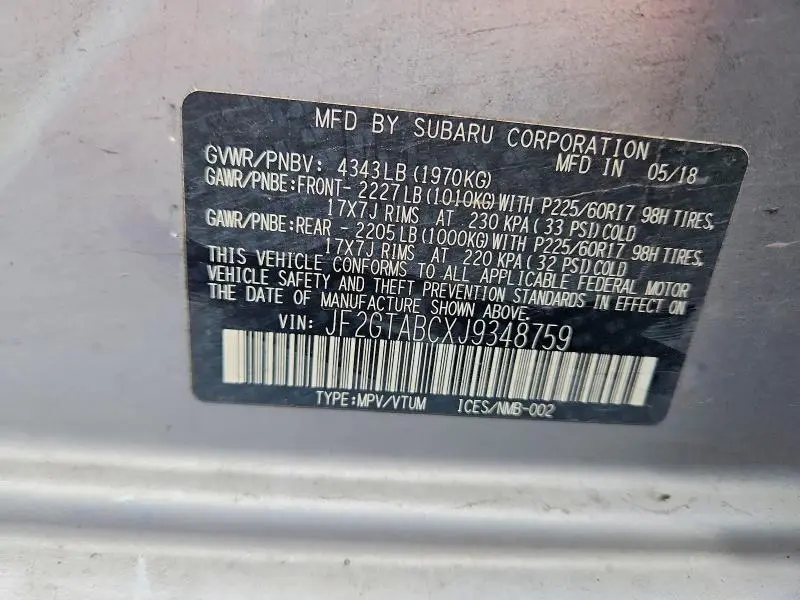 MFD BY SUBARU CORPORATION
MFD IN 05/18
GVWR/PNBV: 4343LB (1970KG)
GAWR/PNBE:FRONT- 2227LB (1010KG)WITH P225/60R17 98H TIRES,
17X7J RIMS AT 230 KPA ( 33 PSI) COLD
GAWR/PNBE:REAR - 2205LB (1000KG)WITH P225/60R17 98H TIRES,
17X7J RIMS AT 220 KPA ( 32 PSI) COLD
THIS VEHICLE CONFORMS TO ALL APPLICABLE FEDERAL MOTOR
VEHICLE SAFETY AND THEFT PREVENTION STANDARDS IN EFFECT ON
THE DATE OF MANUFACTURE SHOWN ABOVE.
VIN: JF2GTABCXJ9348759
TYPE:MPV/VTUM ICES/NMB-002